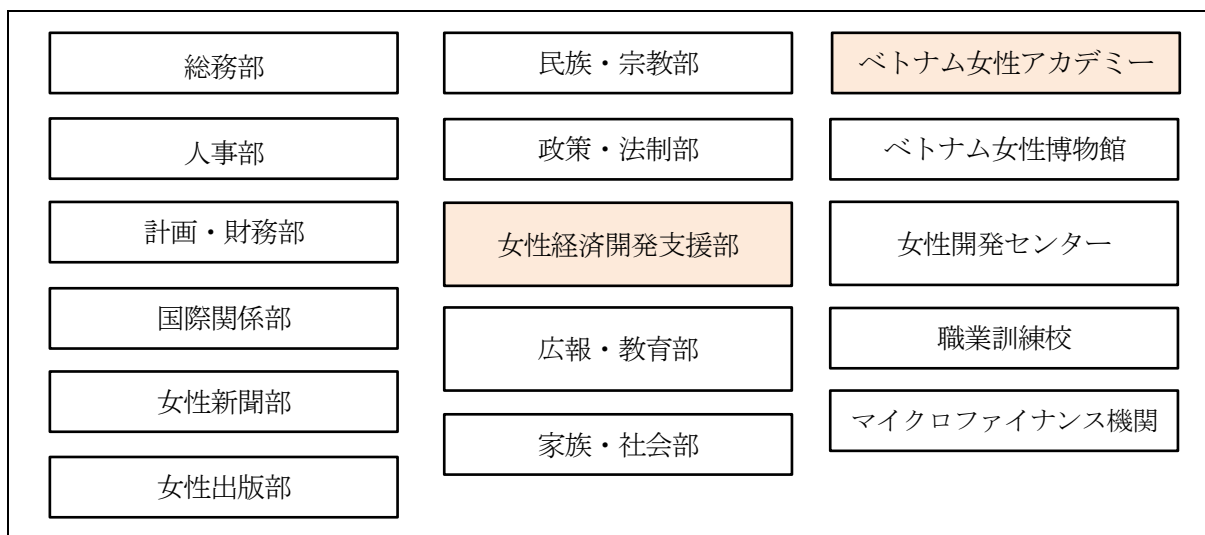 総務部
人事部
計画・財務部
国際関係部
女性新聞部
女性出版部
民族・宗教部
政策・法制部
女性経済開発支援部
広報・教育部
家族・社会部
ベトナム女性アカデミー
ベトナム女性博物館
女性開発センター
職業訓練校
マイクロファイナンス機関